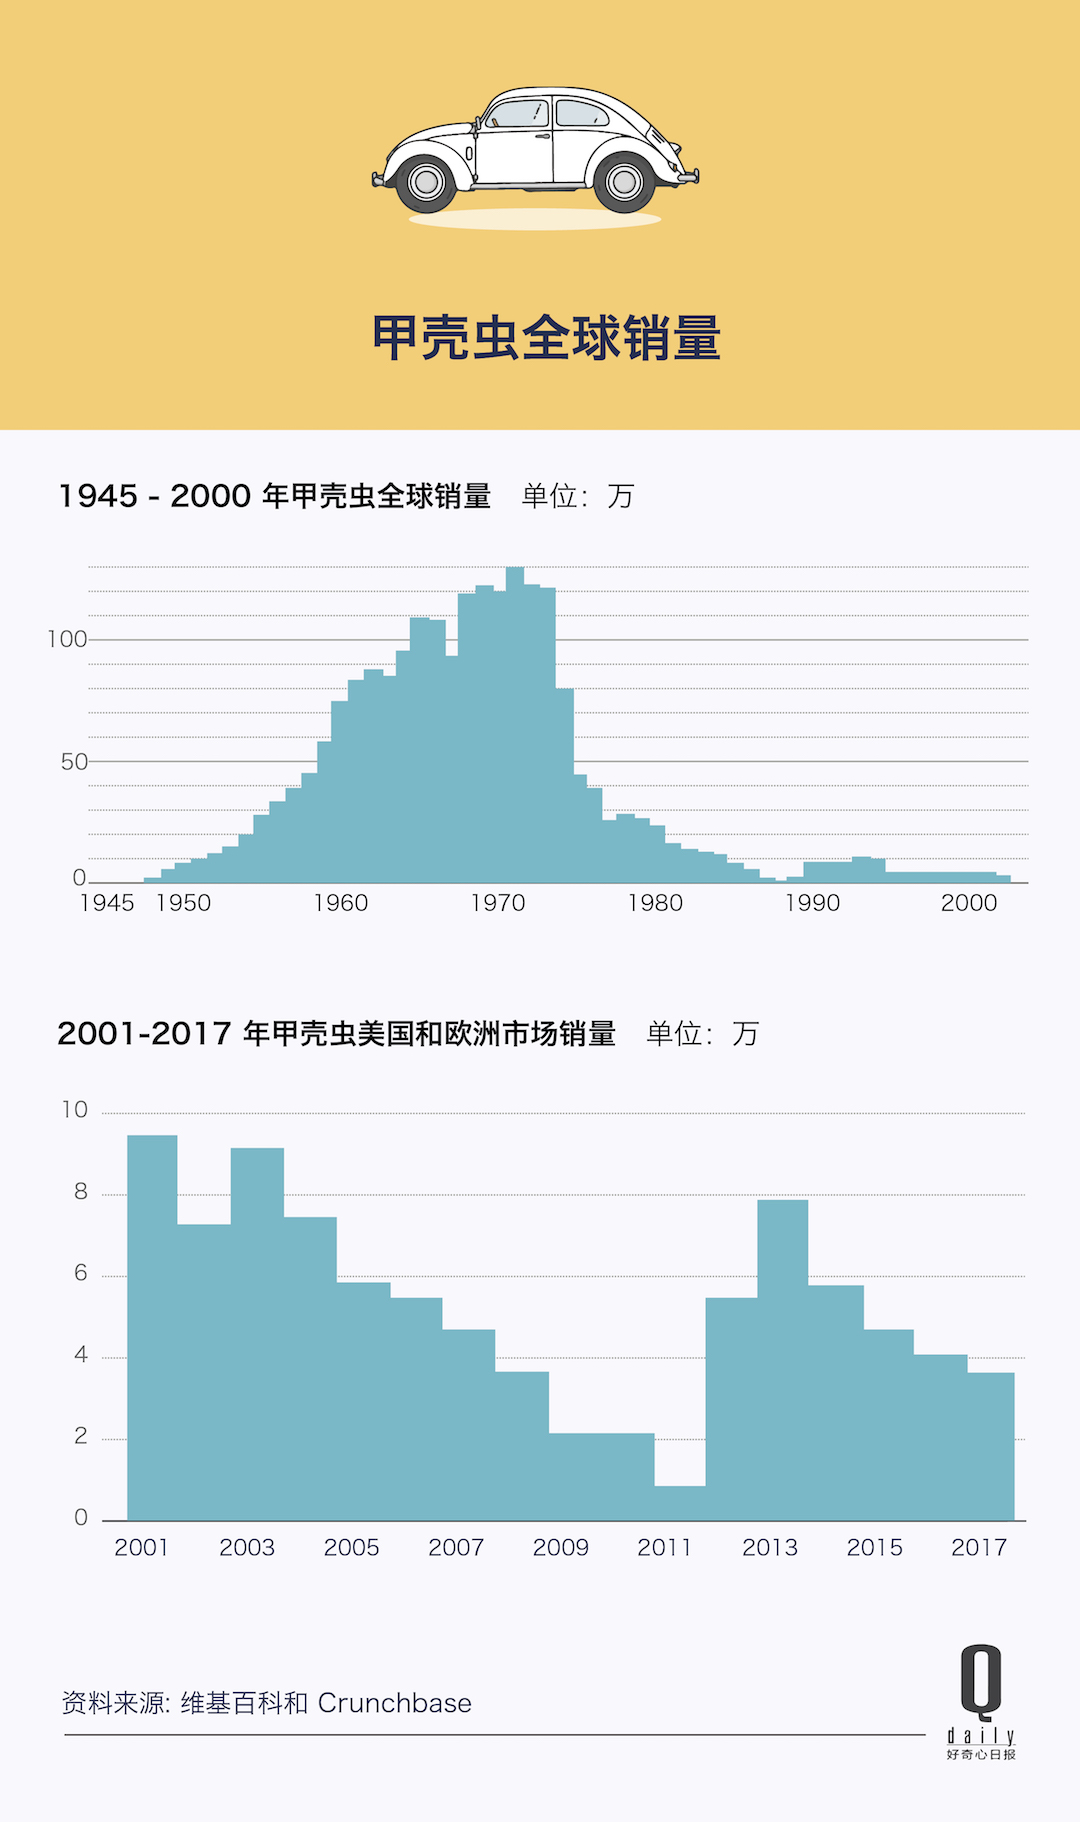 甲壳虫全球销量
1945 - 2000 年甲壳虫全球销量 单位：万
100
50
0
1945 1950 1960 1970 1980 1990 2000
2001-2017 年甲壳虫美国和欧洲市场销量 单位：万
10
8
6
4
2
0
2001 2003 2005 2007 2009 2011 2013 2015 2017
资料来源: 维基百科和 Crunchbase
Q
daily
好奇心日报